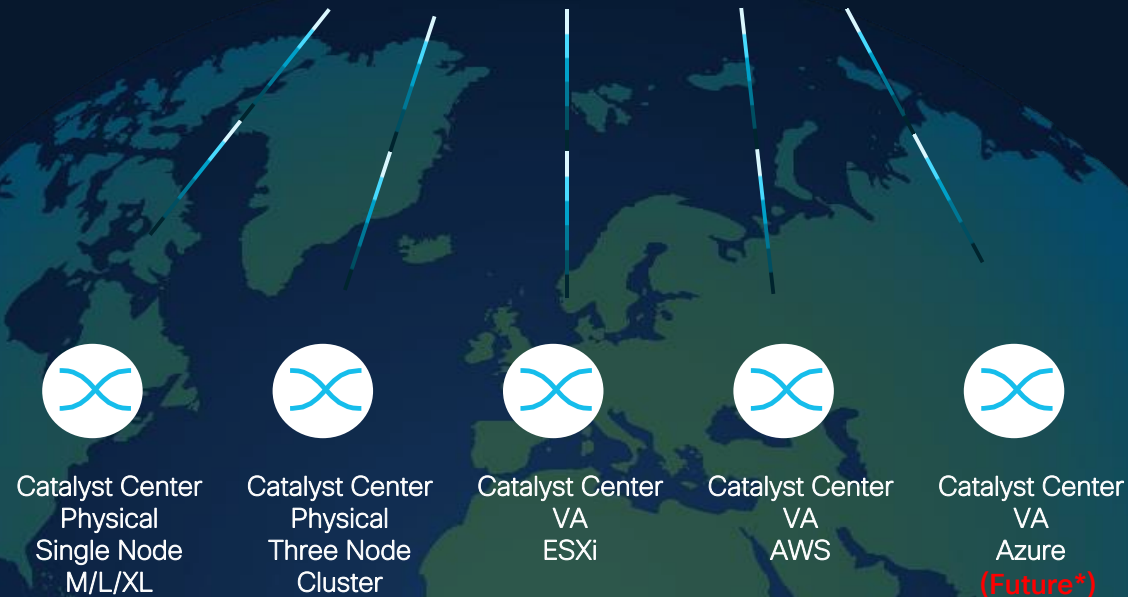 Catalyst Center
Physical
Single Node
M/L/XL
Catalyst Center
Physical
Three Node
Cluster
Catalyst Center
VA
ESXi
Catalyst Center
VA
AWS
Catalyst Center
VA
Azure
(Future*)